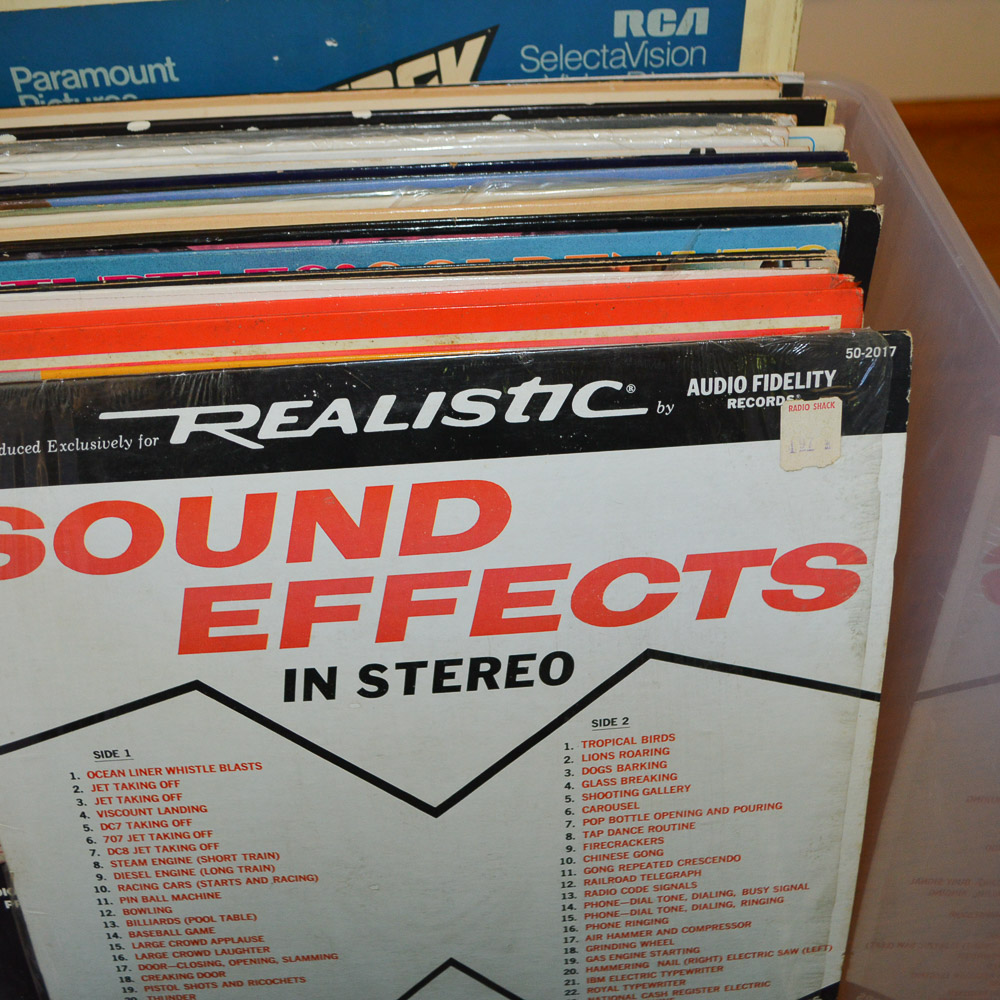 RCA
SelectaVision
Paramount
Pictures
50-2017
REALISTIC®
by
AUDIO FIDELITY
RECORDS
Exclusively for
RADIO SHACK
SOUND
EFFECTS
IN STEREO
SIDE 1
1. OCEAN LINER WHISTLE BLASTS
2. JET TAKING OFF
3. JET TAKING OFF
4. VISCOUNT LANDING
5. DC7 TAKING OFF
6. 707 JET TAKING OFF
7. DC8 JET TAKING OFF
8. STEAM ENGINE (SHORT TRAIN)
9. DIESEL ENGINE (LONG TRAIN)
10. RACING CARS (STARTS AND RACING)
11. PIN BALL MACHINE
12. BOWLING
13. BILLIARDS (POOL TABLE)
14. BASEBALL GAME
15. LARGE CROWD APPLAUSE
16. LARGE CROWD LAUGHTER
17. DOOR—CLOSING, OPENING, SLAMMING
18. CREAKING DOOR
19. PISTOL SHOTS AND RICOCHETS
20. THUNDER
SIDE 2
1. TROPICAL BIRDS
2. LIONS ROARING
3. DOGS BARKING
4. GLASS BREAKING
5. SHOOTING GALLERY
6. CAROUSEL
7. POP BOTTLE OPENING AND POURING
8. TAP DANCE ROUTINE
9. FIRECRACKERS
10. CHINESE GONG
11. GONG REPEATED CRESCENDO
12. RAILROAD TELEGRAPH
13. RADIO CODE SIGNALS
14. PHONE—DIAL TONE, DIALING, BUSY SIGNAL
15. PHONE—DIAL TONE, DIALING, RINGING
16. PHONE RINGING
17. AIR HAMMER AND COMPRESSOR
18. GRINDING WHEEL
19. GAS ENGINE STARTING
20. HAMMERING NAIL (RIGHT) ELECTRIC SAW (LEFT)
21. IBM ELECTRIC TYPEWRITER
22. ROYAL TYPEWRITER
NATIONAL CASH REGISTER ELECTRIC